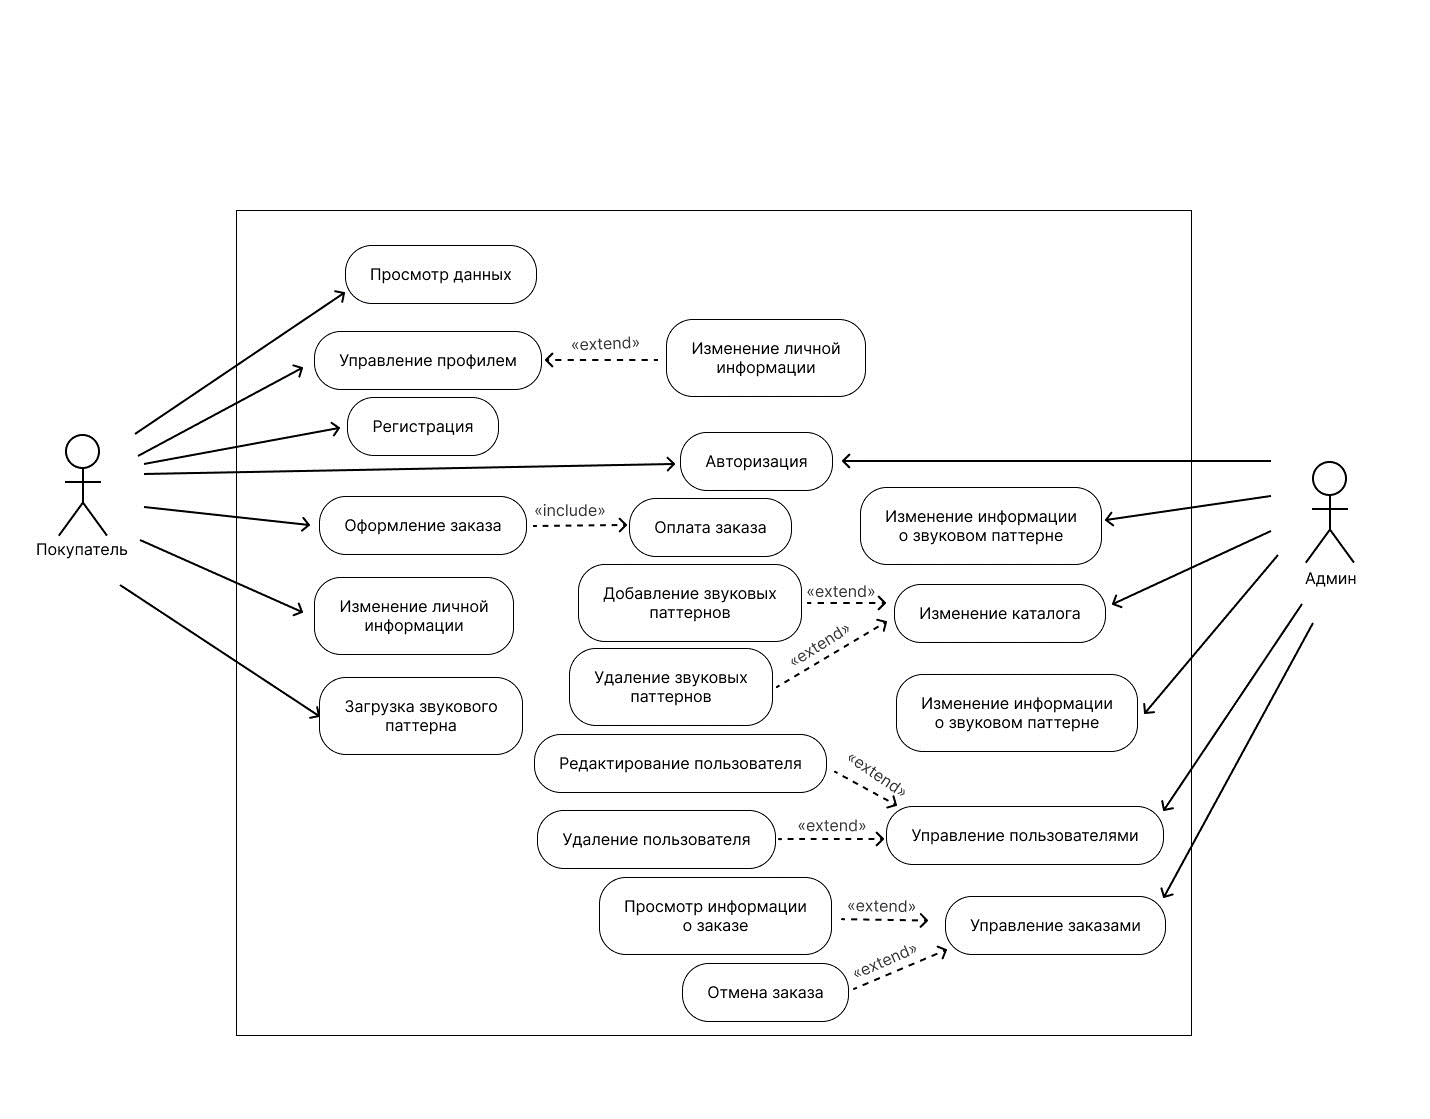 Просмотр данных
Управление профилем
«extend»
Изменение личной
информации
Регистрация
Авторизация
Покупатель
Оформление заказа
«include»
Оплата заказа
Изменение информации
о звуковом паттерне
Админ
Изменение личной
информации
Добавление звуковых
паттернов
«extend»
Изменение каталога
«extend»
Удаление звуковых
паттернов
Загрузка звукового
паттерна
Изменение информации
о звуковом паттерне
Редактирование пользователя
«extend»
Удаление пользователя
«extend»
Управление пользователями
Просмотр информации
о заказе
«extend»
Управление заказами
«extend»
Отмена заказа